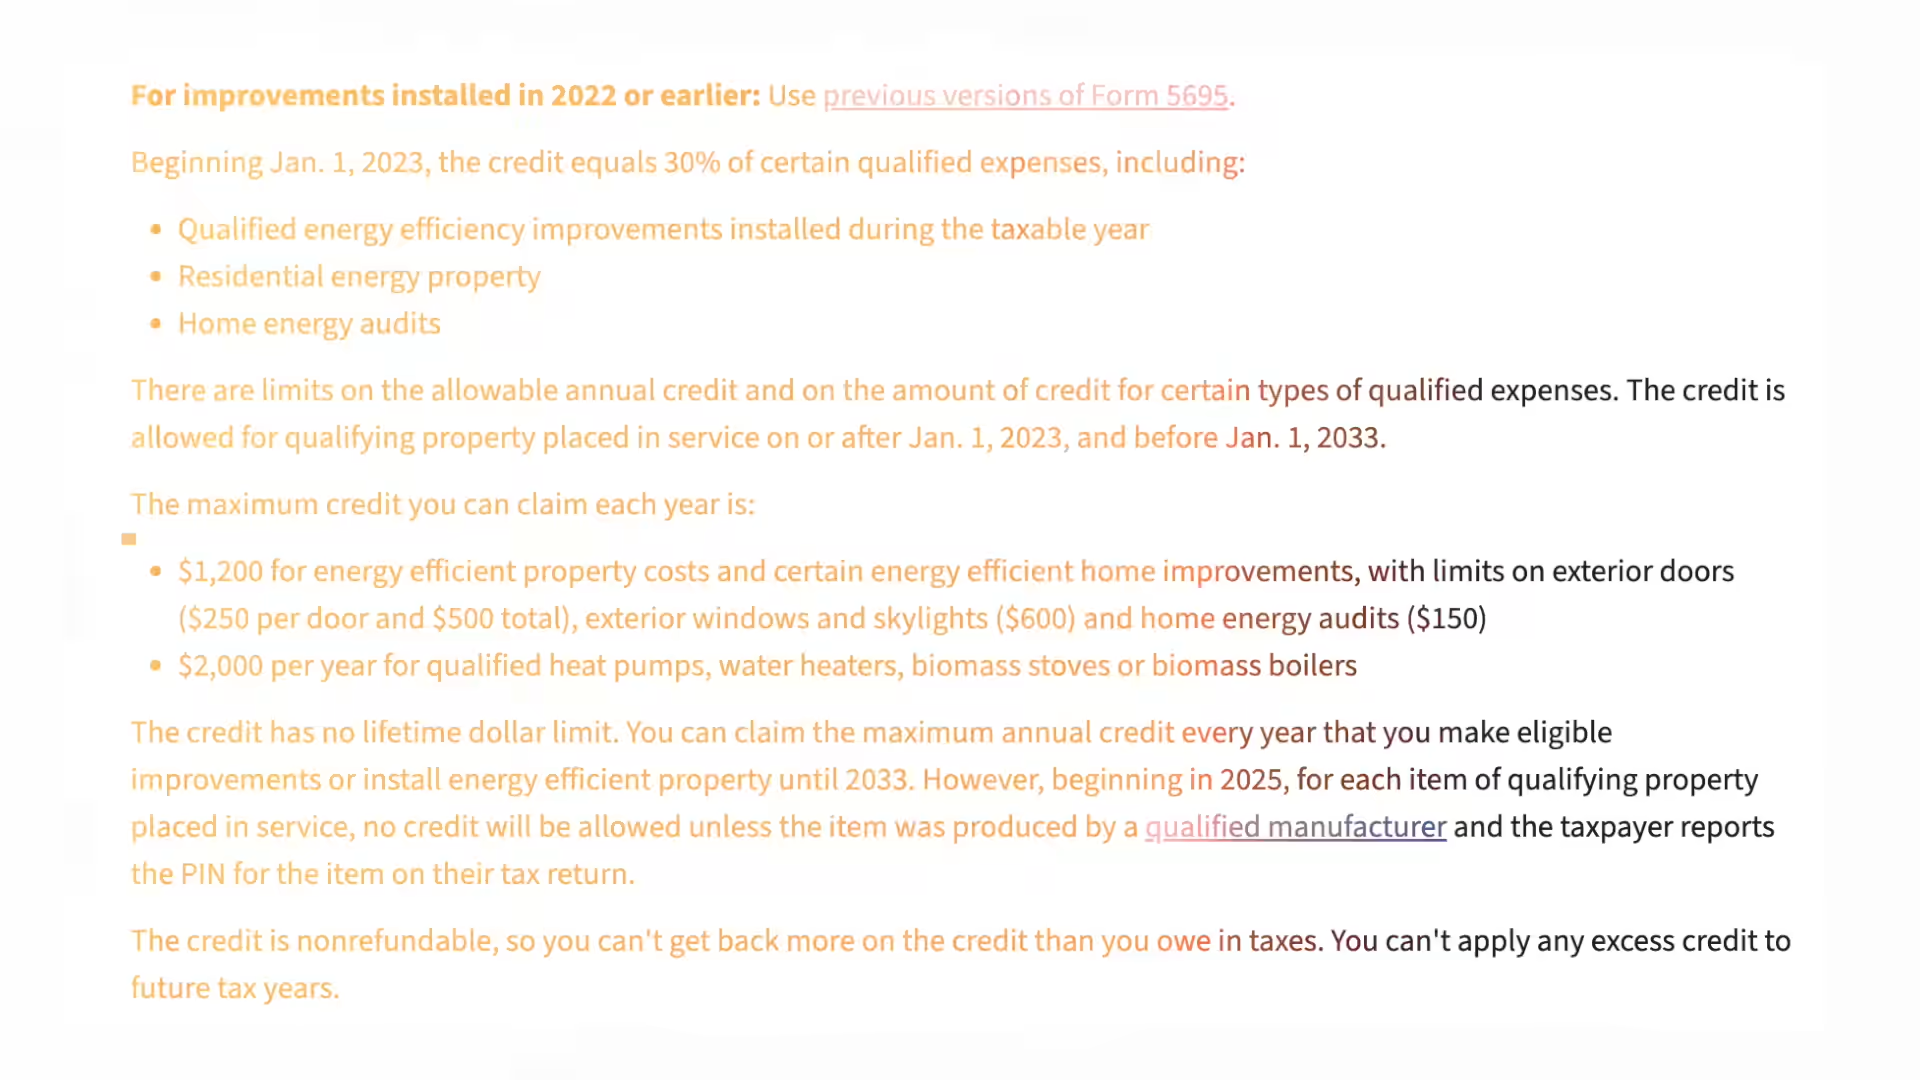 For improvements installed in 2022 or earlier: Use previous versions of Form 5695.
Beginning Jan. 1, 2023, the credit equals 30% of certain qualified expenses, including:
• Qualified energy efficiency improvements installed during the taxable year
• Residential energy property
• Home energy audits
There are limits on the allowable annual credit and on the amount of credit for certain types of qualified expenses. The credit is
allowed for qualifying property placed in service on or after Jan. 1, 2023, and before Jan. 1, 2033.
The maximum credit you can claim each year is:
• $1,200 for energy efficient property costs and certain energy efficient home improvements, with limits on exterior doors
($250 per door and $500 total), exterior windows and skylights ($600) and home energy audits ($150)
• $2,000 per year for qualified heat pumps, water heaters, biomass stoves or biomass boilers
The credit has no lifetime dollar limit. You can claim the maximum annual credit every year that you make eligible
improvements or install energy efficient property until 2033. However, beginning in 2025, for each item of qualifying property
placed in service, no credit will be allowed unless the item was produced by a qualified manufacturer and the taxpayer reports
the PIN for the item on their tax return.
The credit is nonrefundable, so you can't get back more on the credit than you owe in taxes. You can't apply any excess credit to
future tax years.